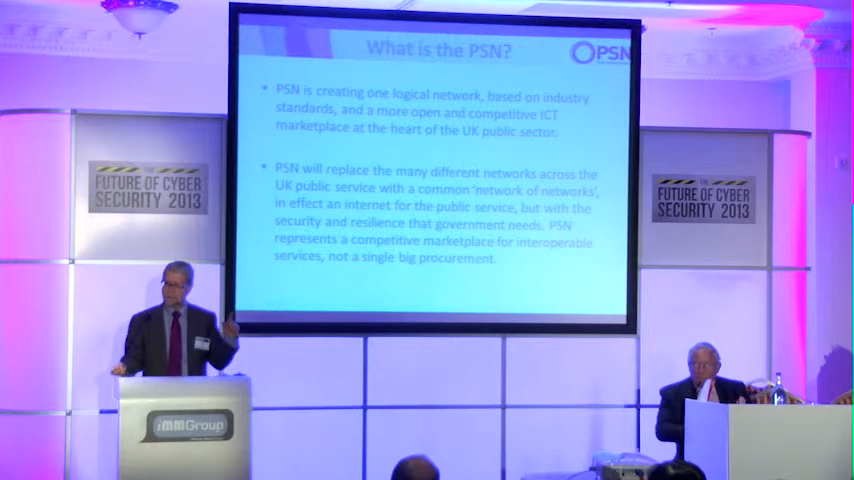 What is the PSN?
PSN
• PSN is creating one logical network, based on industry
standards, and a more open and competitive ICT
marketplace at the heart of the UK public sector.
• PSN will replace the many different networks across the
UK public service with a common 'network of networks',
in effect an internet for the public service, but with the
security and resilience that government needs. PSN
represents a competitive marketplace for interoperable
services, not a single big procurement.
THE
FUTURE OF CYBER
SECURITY 2013
THE
FUTURE OF CYBER
SECURITY 2013
iMMGroup